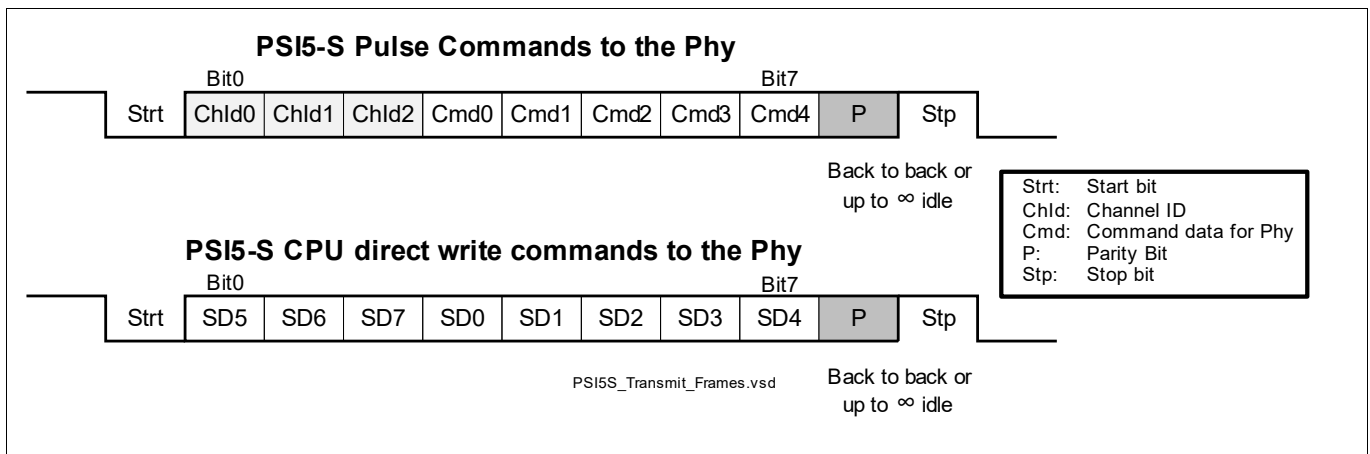 PSI5-S Pulse Commands to the Phy
Bit0 Bit7
Strt ChId0 ChId1 ChId2 Cmd0 Cmd1 Cmd2 Cmd3 Cmd4 P Stp
Back to back or
up to ∞ idle
Strt: Start bit
ChId: Channel ID
Cmd: Command data for Phy
P: Parity Bit
Stp: Stop bit
PSI5-S CPU direct write commands to the Phy
Bit0 Bit7
Strt SD5 SD6 SD7 SD0 SD1 SD2 SD3 SD4 P Stp
PSI5S_Transmit_Frames.vsd
Back to back or
up to ∞ idle